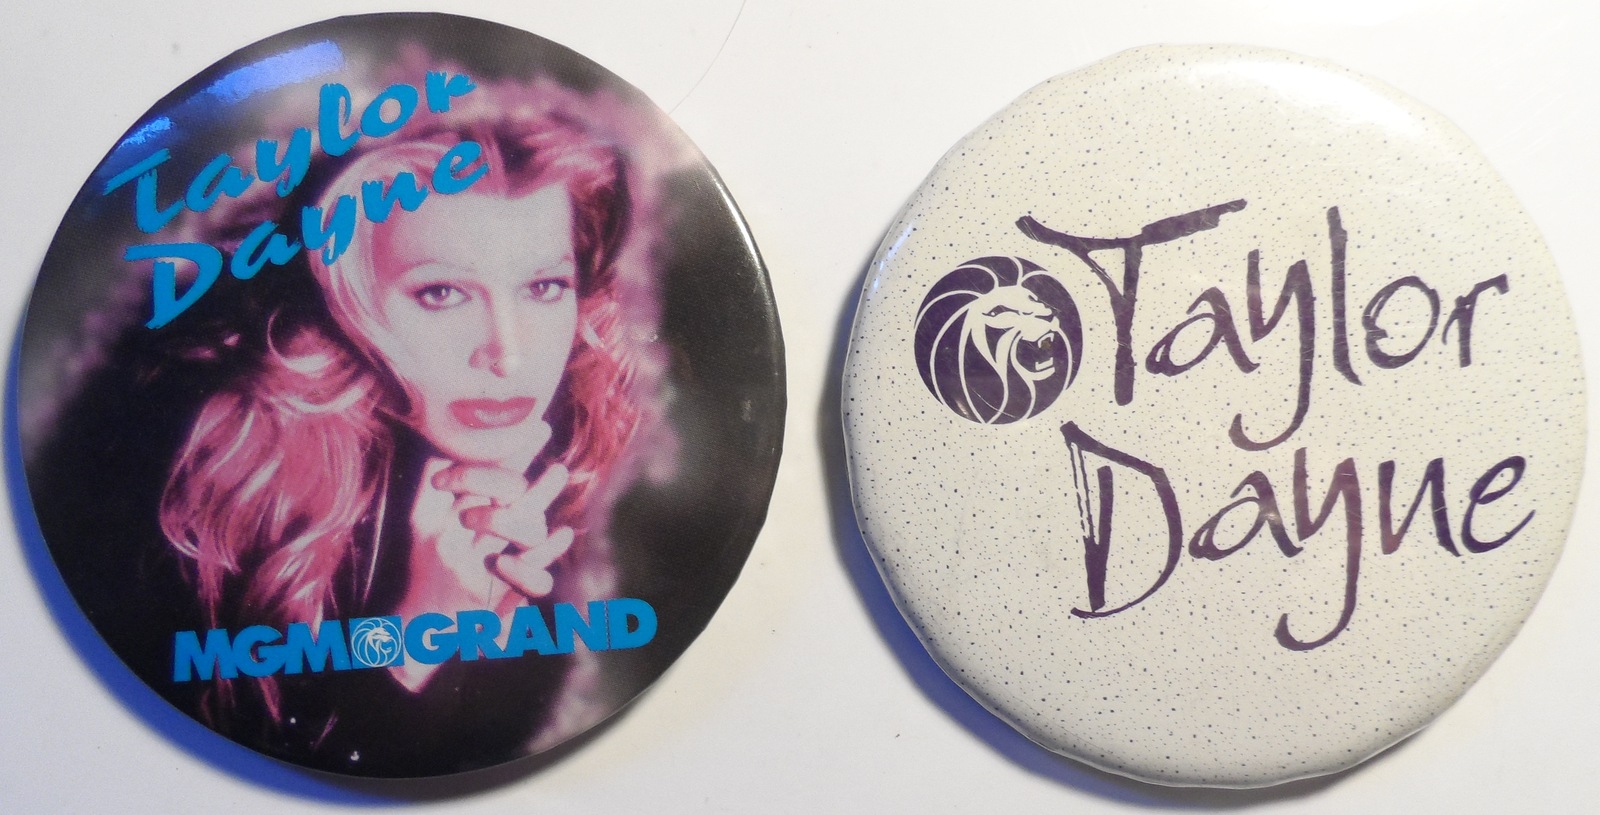 Taylor
Dayne
MGM GRAND
Taylor
Dayne